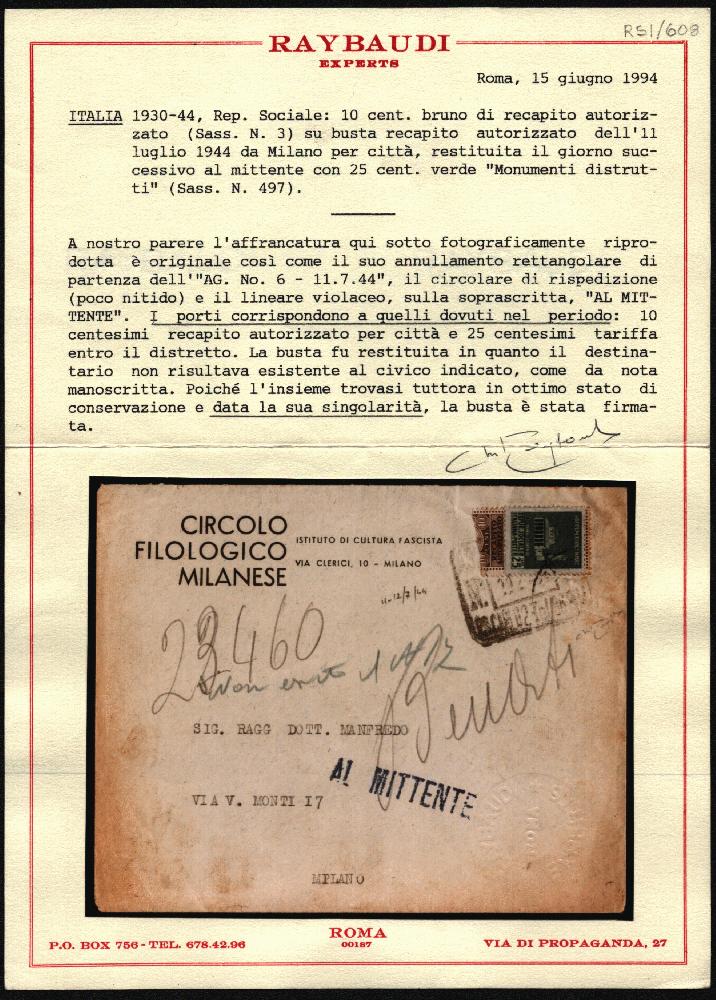 RSI/608
RAYBAUDI
EXPERTS
Roma, 15 giugno 1994
ITALIA 1930-44, Rep. Sociale: 10 cent. bruno di recapito autoriz-
zato (Sass. N. 3) su busta recapito autorizzato dell'11
luglio 1944 da Milano per città, restituita il giorno suc-
cessivo al mittente con 25 cent. verde "Monumenti distrut-
ti" (Sass. N. 497).
A nostro parere l'affrancatura qui sotto fotograficamente ripro-
dotta è originale così come il suo annullamento rettangolare di
partenza dell'"AG. No. 6 - 11.7.44", il circolare di rispedizione
(poco nitido) e il lineare violaceo, sulla soprascritta, "AL MIT-
TENTE". I porti corrispondono a quelli dovuti nel periodo: 10
centesimi recapito autorizzato per città e 25 centesimi tariffa
entro il distretto. La busta fu restituita in quanto il destina-
tario non risultava esistente al civico indicato, come da nota
manoscritta. Poiché l'insieme trovasi tuttora in ottimo stato di
conservazione e data la sua singolarità, la busta è stata firma-
ta.
CIRCOLO
FILOLOGICO
MILANESE
ISTITUTO DI CULTURA FASCISTA
VIA CLERICI, 10 - MILANO
11-12/7/44
23460
SIG. RAGG DOTT. MANFREDO
AL MITTENTE
VIA V. MONTI 17
MILANO
P.O. BOX 756 - TEL. 678.42.96
ROMA
00187
VIA DI PROPAGANDA, 27